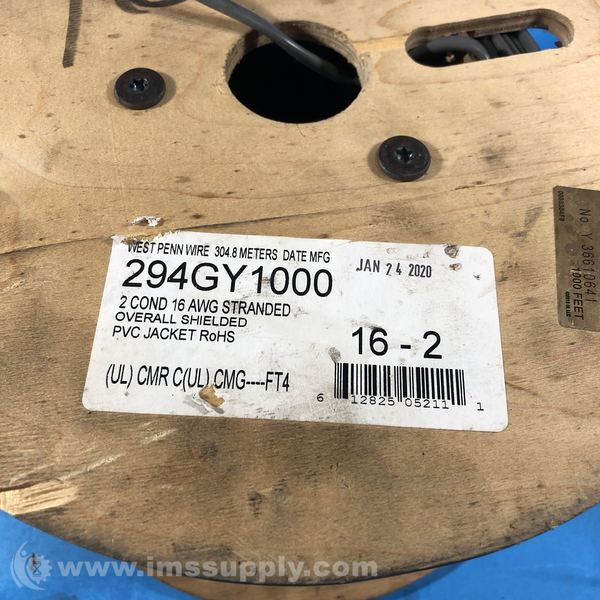 WEST PENN WIRE 304.8 METERS DATE MFG
294GY1000
JAN 24 2020
2 COND 16 AWG STRANDED
OVERALL SHIELDED
PVC JACKET RoHS
16 - 2
(UL) CMR C(UL) CMG----FT4
6 12825 05211 1
No. Y 36610641
1000 FEET
www.imssupply.com